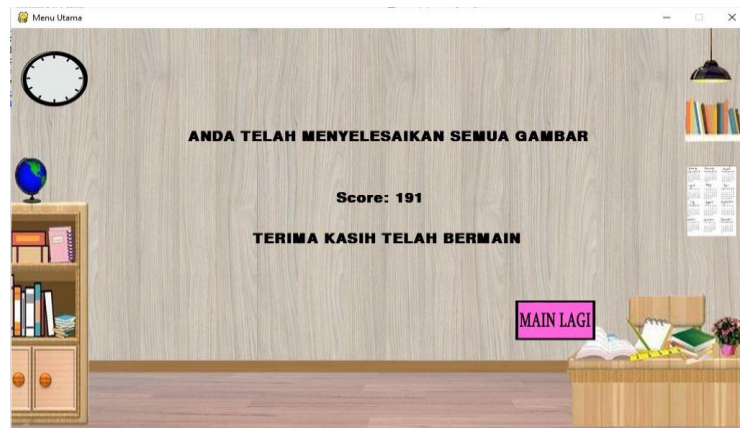 Menu Utama
ANDA TELAH MENYELESAIKAN SEMUA GAMBAR
Score: 191
TERIMA KASIH TELAH BERMAIN
MAIN LAGI